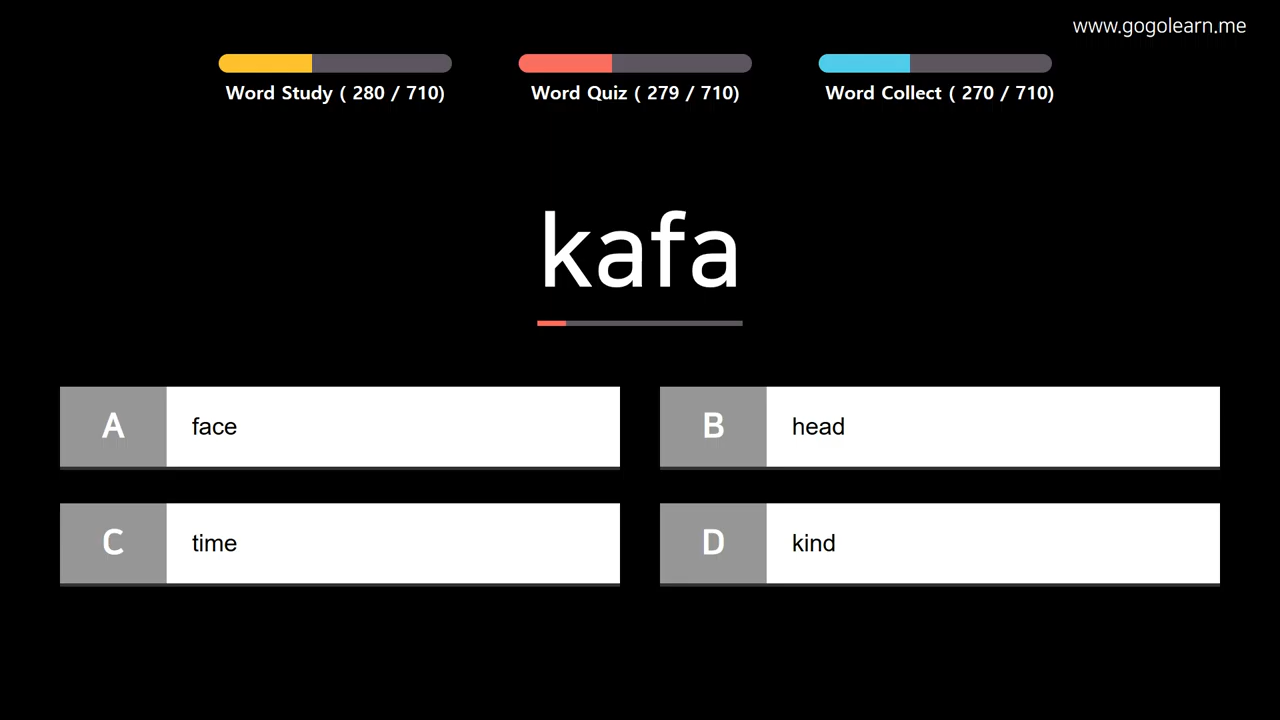 www.gogolearn.me
Word Study ( 280 / 710)
Word Quiz ( 279 / 710)
Word Collect ( 270 / 710)
kafa
A face
B head
C time
D kind